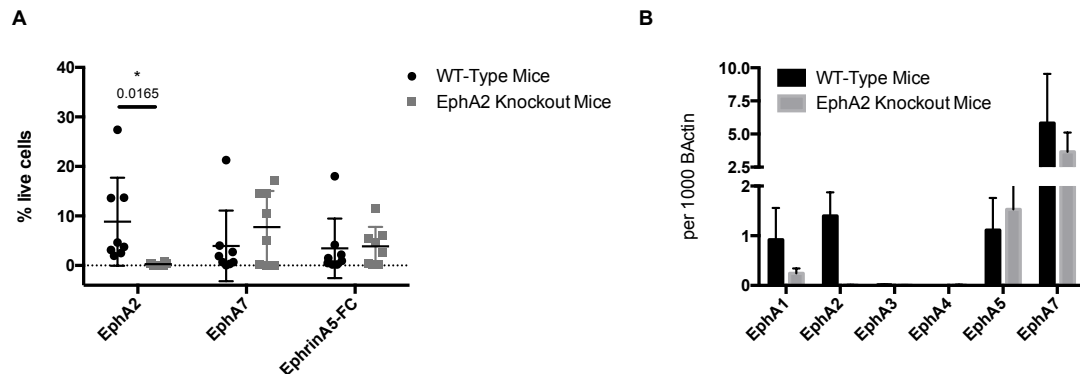 A
40
30
20
10
0
% live cells
*
0.0165
WT-Type Mice
EphA2 Knockout Mice
EphA2
EphA7
EphrinA5-FC
B
10.0
7.5
5.0
2.5
2
1
0
per 1000 BActin
WT-Type Mice
EphA2 Knockout Mice
EphA1
EphA2
EphA3
EphA4
EphA5
EphA7